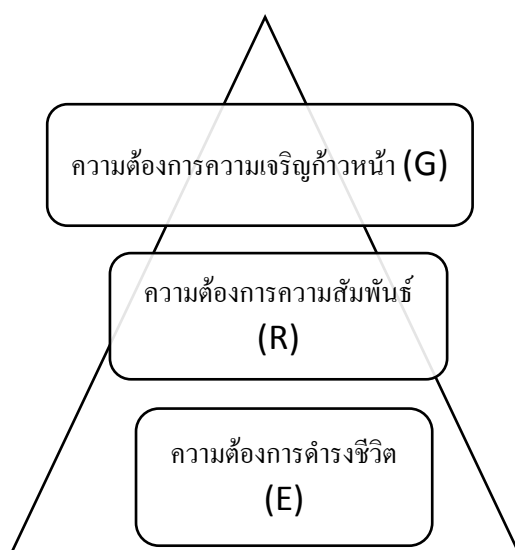 ความต้องการความเจริญก้าวหน้า (G)
ความต้องการความสัมพันธ์
(R)
ความต้องการดำรงชีวิต
(E)